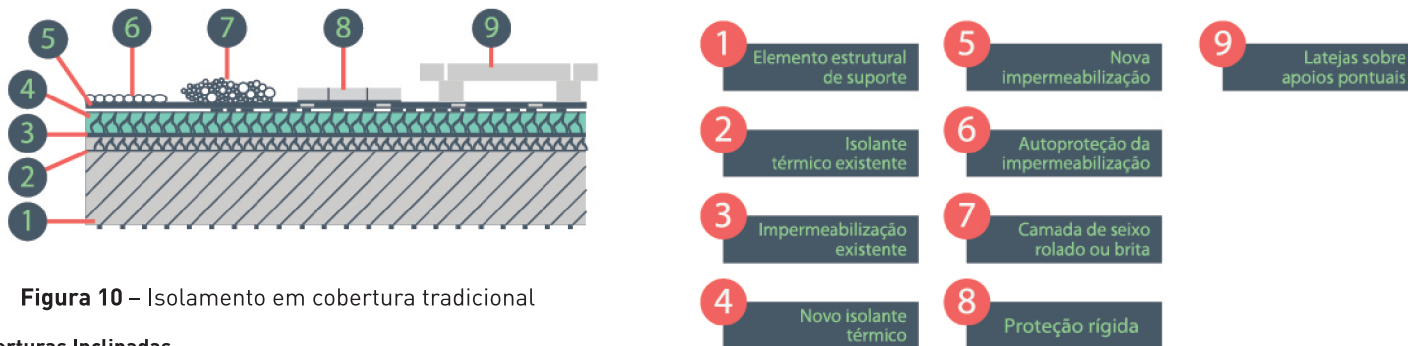 6
7
8
9
5
4
3
2
1
Figura 10 – Isolamento em cobertura tradicional
1
Elemento estrutural
de suporte
2
Isolante
térmico existente
3
Impermeabilização
existente
4
Novo isolante
térmico
5
Nova
impermeabilização
6
Autoproteção da
impermeabilização
7
Camada de seixo
rolado ou brita
8
Proteção rígida
9
Latejas sobre
apoios pontuais
Inclinadas